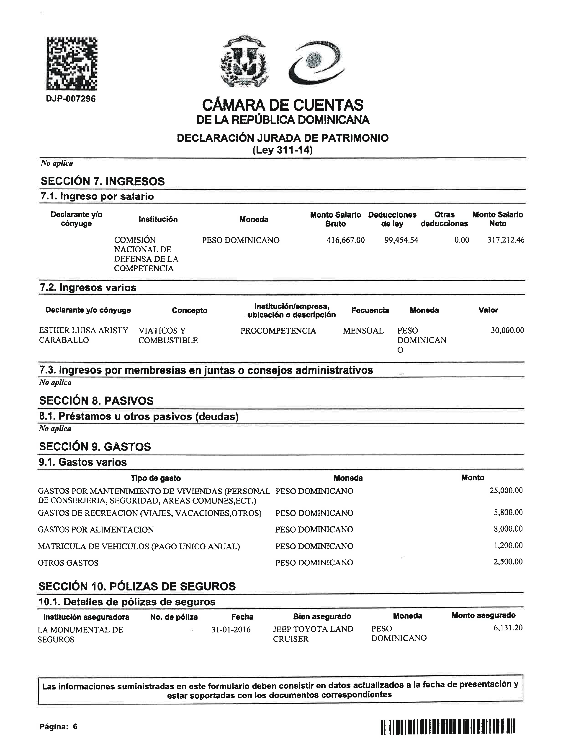 DJP-007296
CÁMARA DE CUENTAS
DE LA REPÚBLICA DOMINICANA
DECLARACIÓN JURADA DE PATRIMONIO
(Ley 311-14)
No aplica
SECCIÓN 7. INGRESOS
7.1. Ingreso por salario
Declarante y/o cónyuge Institución Moneda Monto Salario Bruto Deducciones de ley Otras deducciones Monto Salario Neto
COMISIÓN NACIONAL DE DEFENSA DE LA COMPETENCIA PESO DOMINICANO 416,667.00 99,454.54 0.00 317,212.46
7.2. Ingresos varios
Declarante y/o cónyuge Concepto Institución/empresa, ubicación o descripción Fecuencia Moneda Valor
ESTHER LUISA ARISTY CARABALLO VIATICOS Y COMBUSTIBLE PROCOMPETENCIA MENSUAL PESO DOMINICAN O 30,000.00
7.3. Ingresos por membresías en juntas o consejos administrativos
No aplica
SECCIÓN 8. PASIVOS
8.1. Préstamos u otros pasivos (deudas)
No aplica
SECCIÓN 9. GASTOS
9.1. Gastos varios
Tipo de gasto Moneda Monto
GASTOS POR MANTENIMIENTO DE VIVIENDAS (PERSONAL DE CONSERJERIA, SEGURIDAD, AREAS COMUNES,ECT.) PESO DOMINICANO 25,000.00
GASTOS DE RECREACION (VIAJES, VACACIONES,OTROS) PESO DOMINICANO 5,800.00
GASTOS POR ALIMENTACION PESO DOMINICANO 8,000.00
MATRICULA DE VEHICULOS (PAGO UNICO ANUAL) PESO DOMINICANO 1,200.00
OTROS GASTOS PESO DOMINICANO 2,500.00
SECCIÓN 10. PÓLIZAS DE SEGUROS
10.1. Detalles de pólizas de seguros
Institución aseguradora No. de póliza Fecha Bien asegurado Moneda Monto asegurado
LA MONUMENTAL DE SEGUROS - 31-01-2016 JEEP TOYOTA LAND CRUISER PESO DOMINICANO 6,131.20
Las informaciones suministradas en este formulario deben consistir en datos actualizados a la fecha de presentación y
estar soportadas con los documentos correspondientes
Página: 6